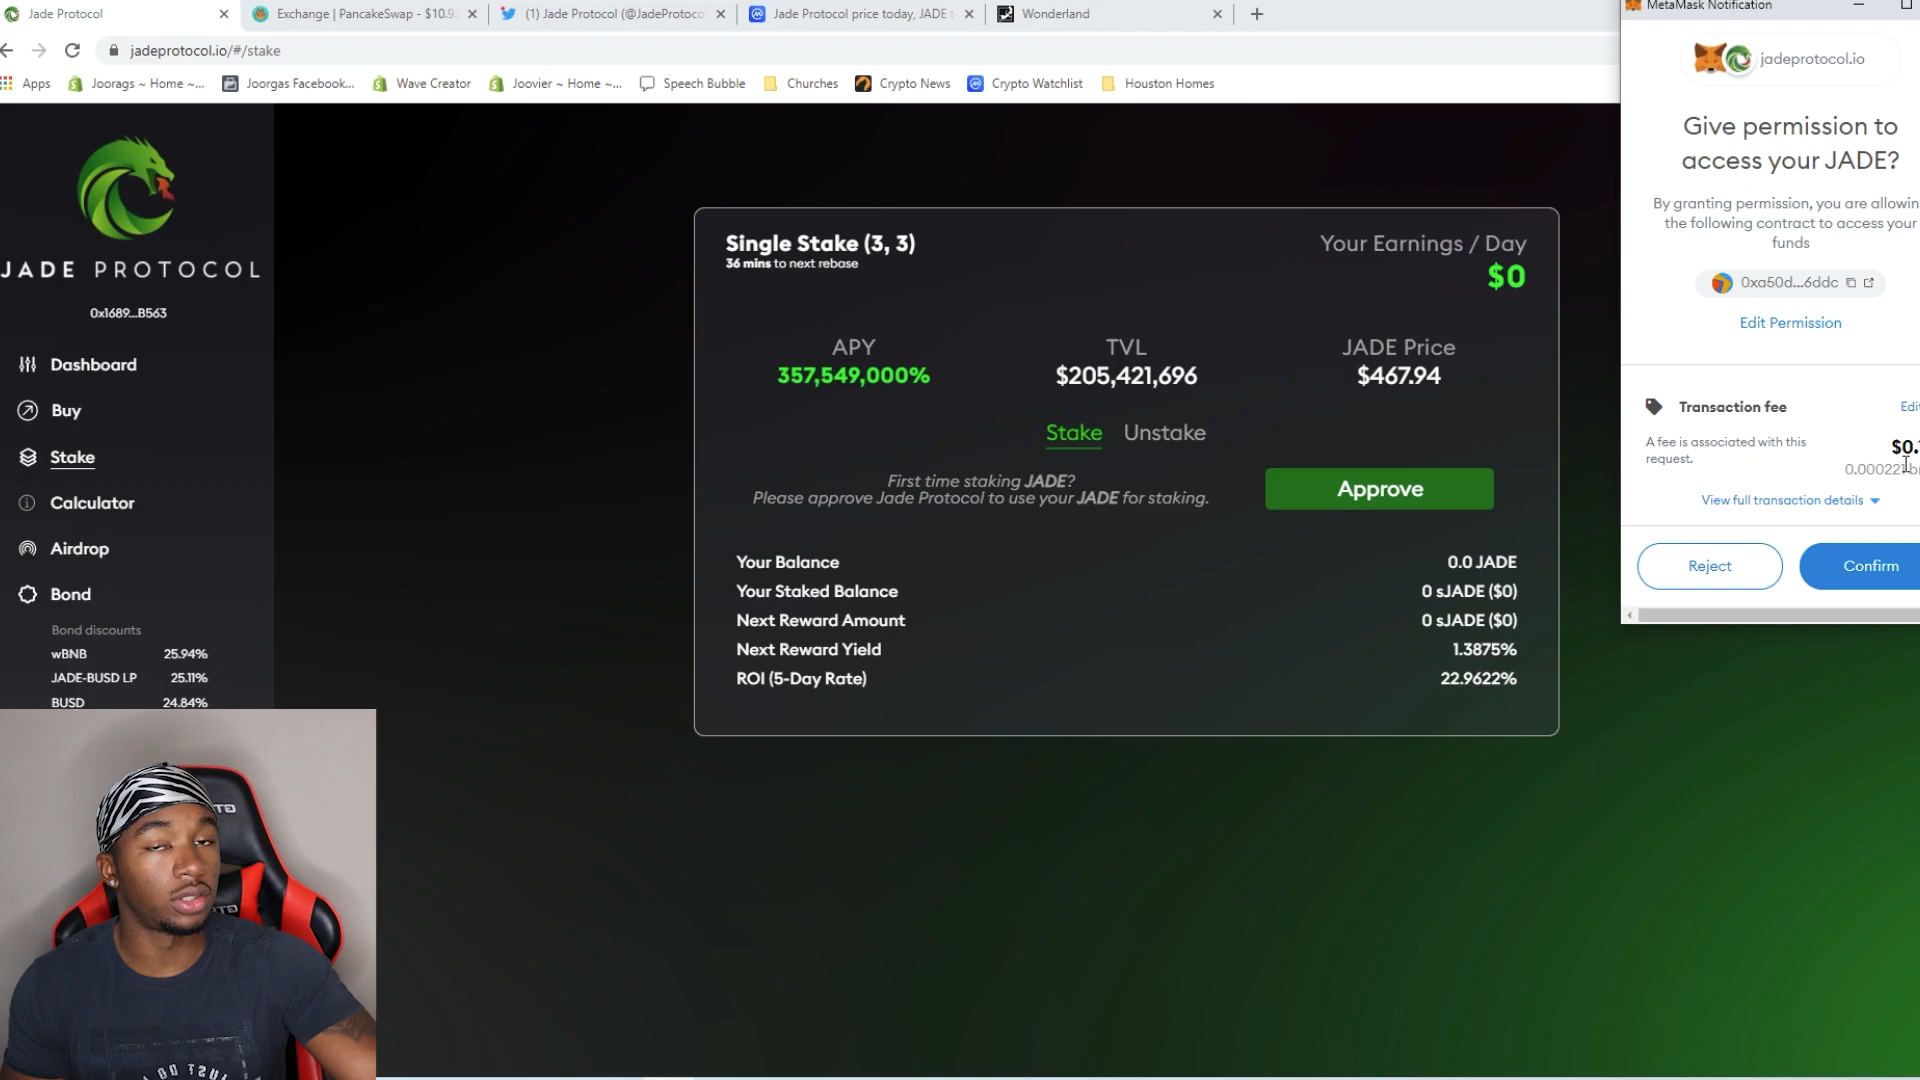 Jade Protocol
Exchange | PancakeSwap - $10.9
(1) Jade Protocol (@JadeProtoco
Jade Protocol price today, JADE t
Wonderland
jadeprotocol.io/#/stake
Apps
Joorags ~ Home ~...
Joorgas Facebook...
Wave Creator
Joovier ~ Home ~...
Speech Bubble
Churches
Crypto News
Crypto Watchlist
Houston Homes
JADE PROTOCOL
0x1689...B563
Dashboard
Buy
Stake
Calculator
Airdrop
Bond
Bond discounts
wBNB 25.94%
JADE-BUSD LP 25.11%
BUSD 24.84%
Single Stake (3, 3)
36 mins to next rebase
Your Earnings / Day
$0
APY
357,549,000%
TVL
$205,421,696
JADE Price
$467.94
Stake Unstake
First time staking JADE?
Please approve Jade Protocol to use your JADE for staking.
Approve
Your Balance 0.0 JADE
Your Staked Balance 0 sJADE ($0)
Next Reward Amount 0 sJADE ($0)
Next Reward Yield 1.3875%
ROI (5-Day Rate) 22.9622%
MetaMask Notification
jadeprotocol.io
Give permission to
access your JADE?
By granting permission, you are allowin
the following contract to access your
funds
0xa50d...6ddc
Edit Permission
Transaction fee
Edit
A fee is associated with this
request.
$0.
View full transaction details
Reject
Confirm